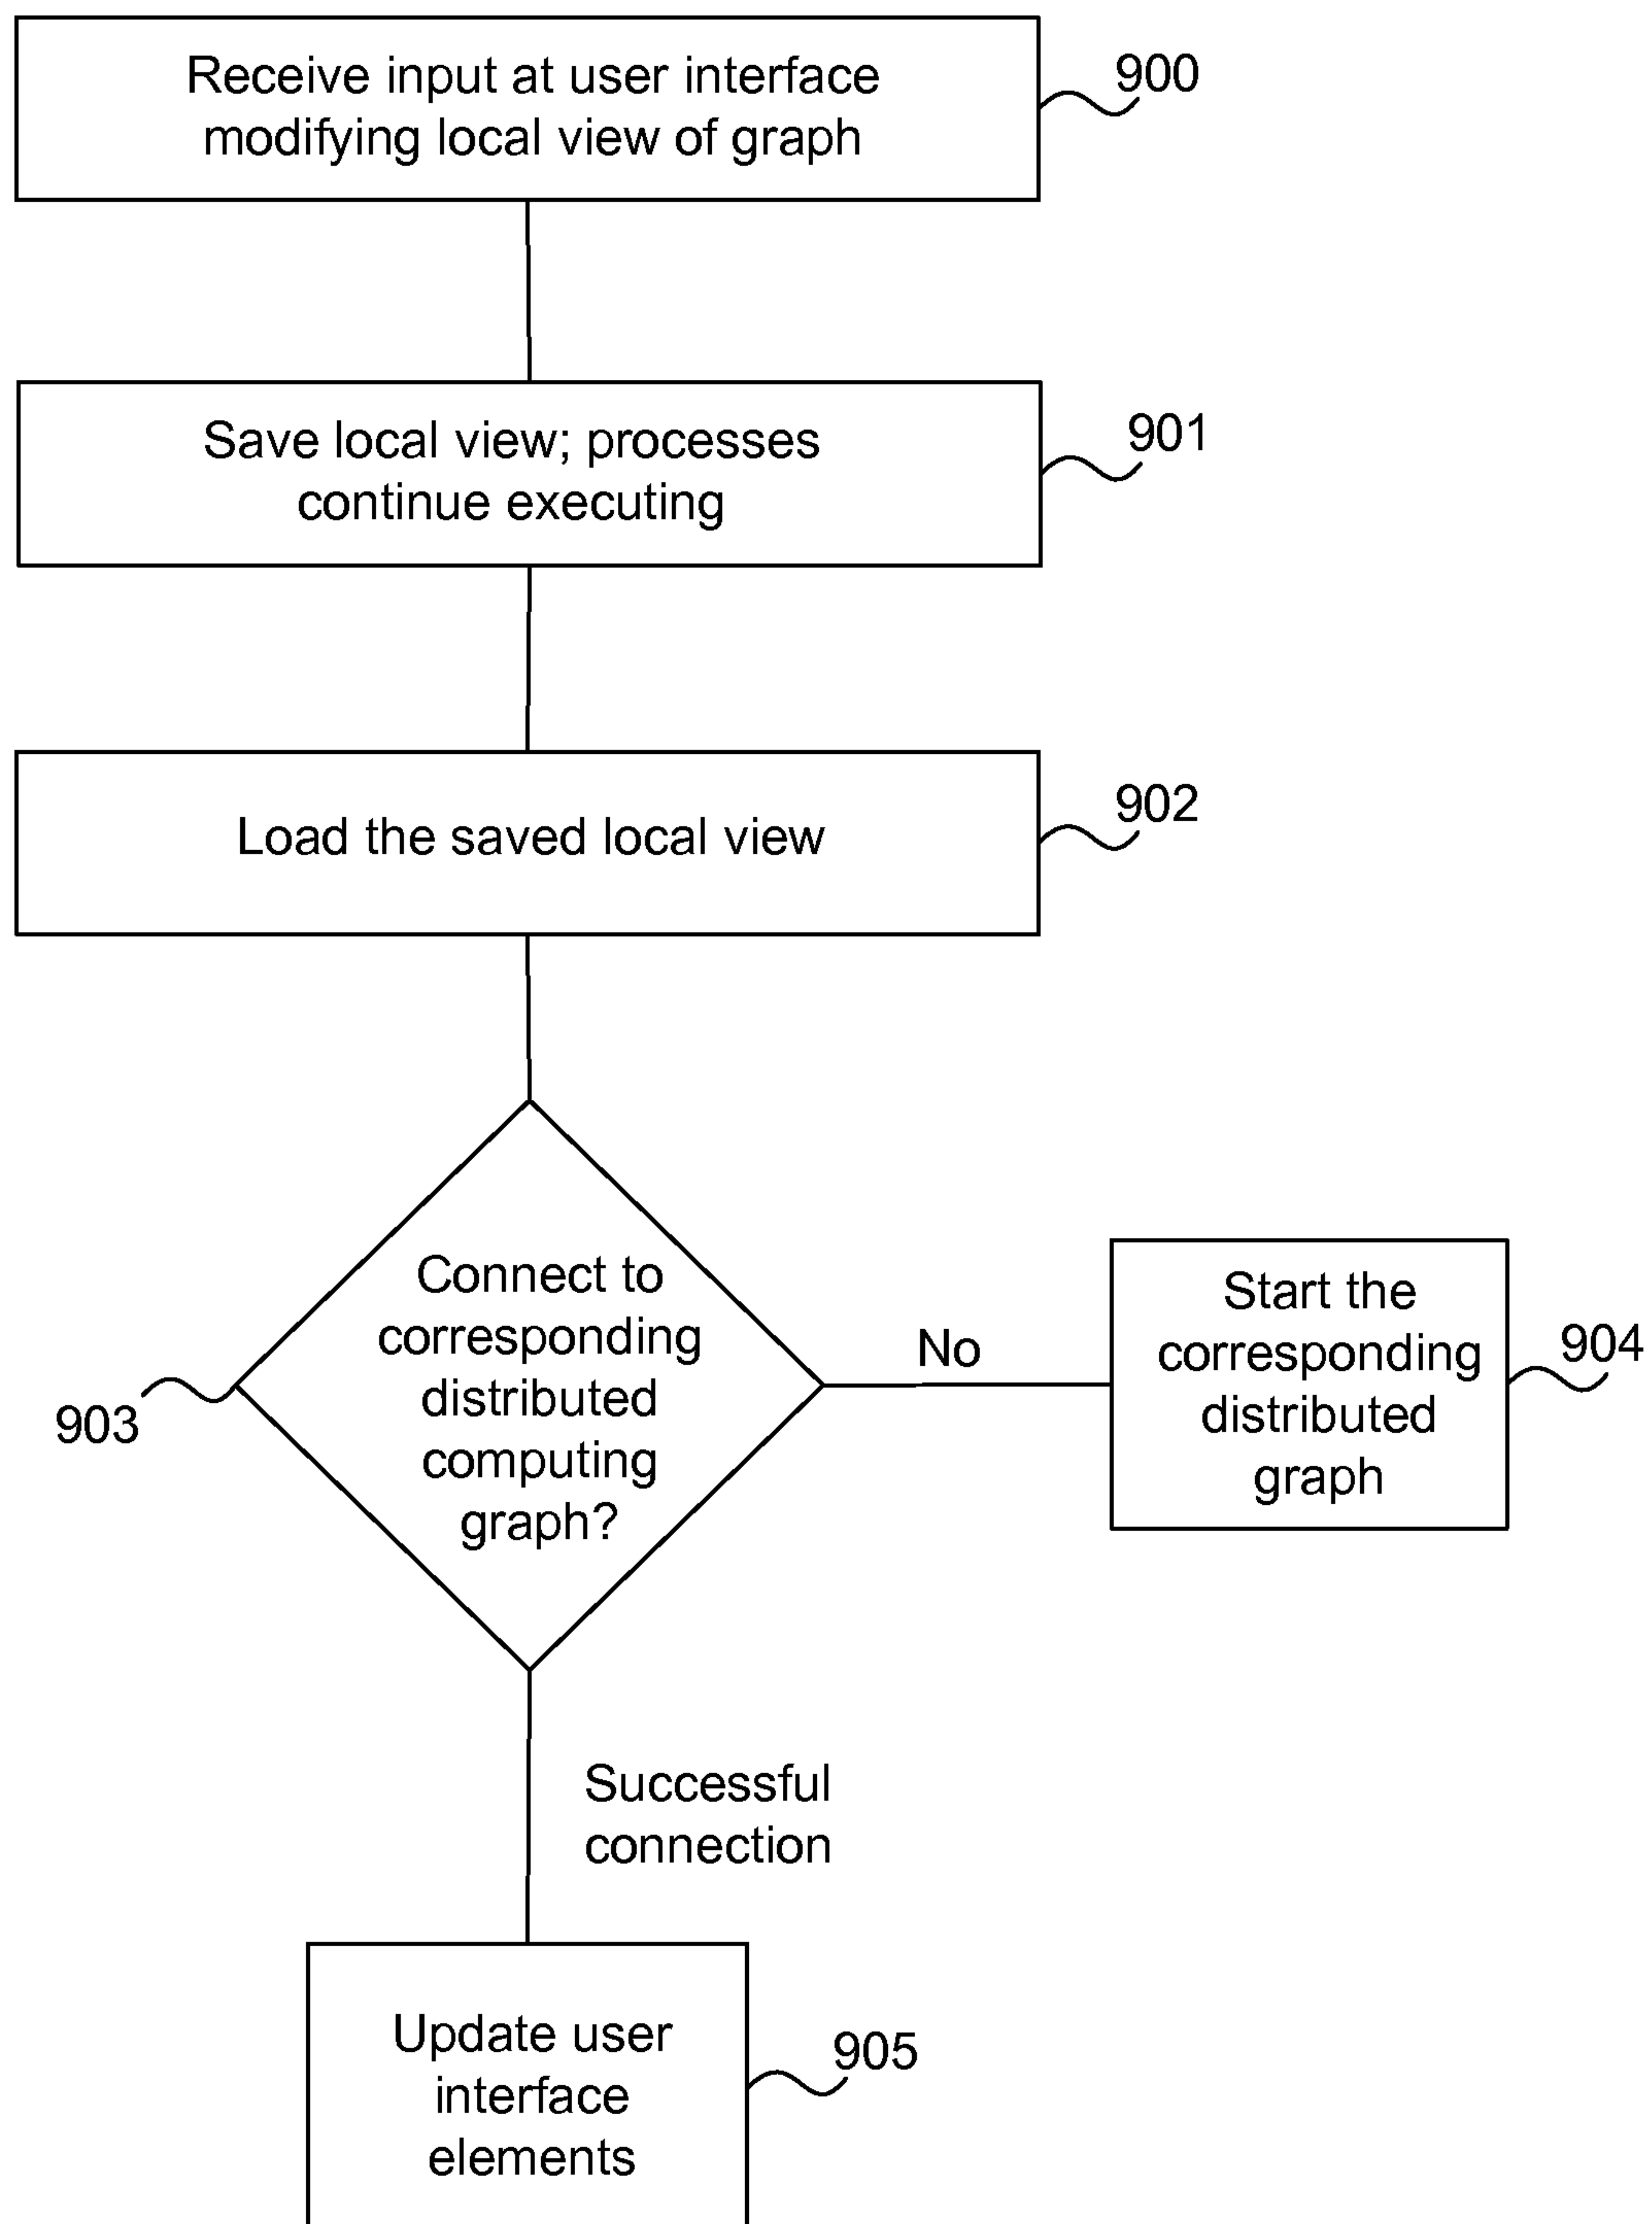 Receive input at user interface
modifying local view of graph
900
Save local view; processes
continue executing
901
Load the saved local view
902
Connect to
corresponding
distributed
computing
graph?
903
No
Start the
corresponding
distributed
graph
904
Successful
connection
Update user
interface
elements
905